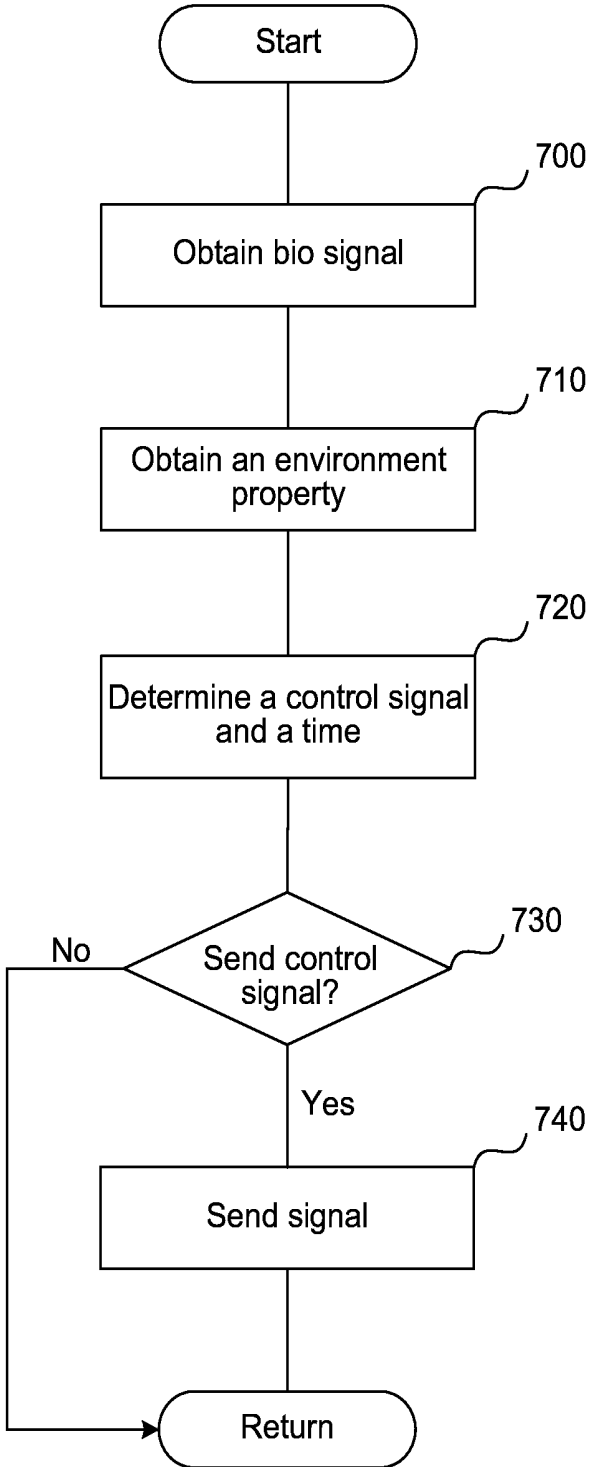 Start
700
Obtain bio signal
710
Obtain an environment
property
720
Determine a control signal
and a time
730
No
Send control
signal?
Yes
740
Send signal
Return